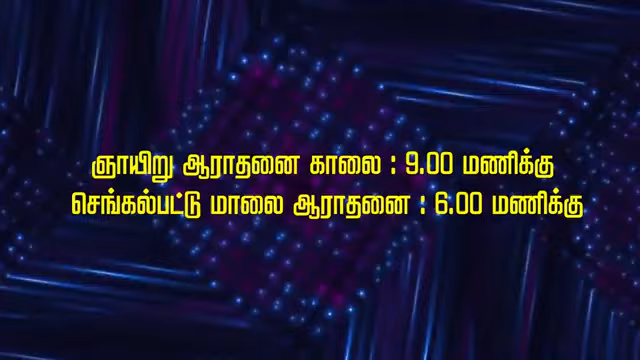 ஞாயிறு ஆராதனை காலை : 9.00 மணிக்கு
செங்கல்பட்டு மாலை ஆராதனை : 6.00 மணிக்கு